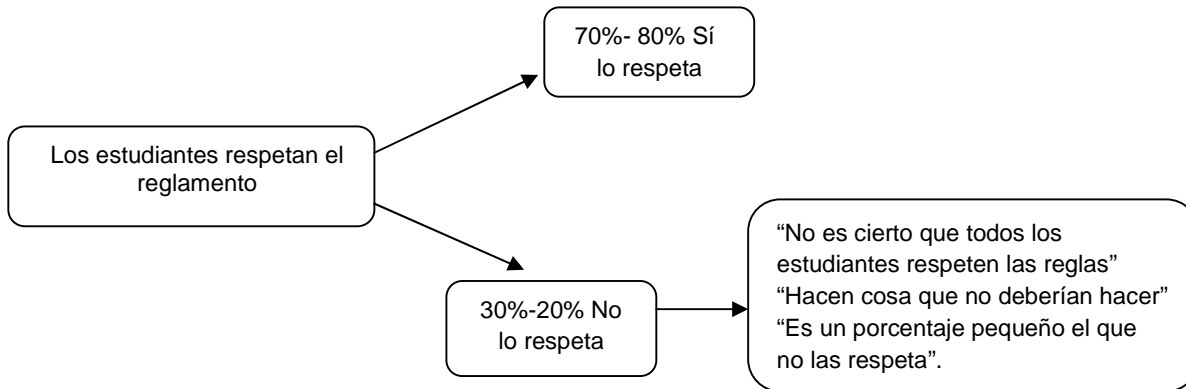 70%- 80% Sí
lo respeta
Los estudiantes respetan el
reglamento
30%-20% No
lo respeta
“No es cierto que todos los
estudiantes respeten las reglas”
“Hacen cosa que no deberían hacer”
“Es un porcentaje pequeño el que
no las respeta”.